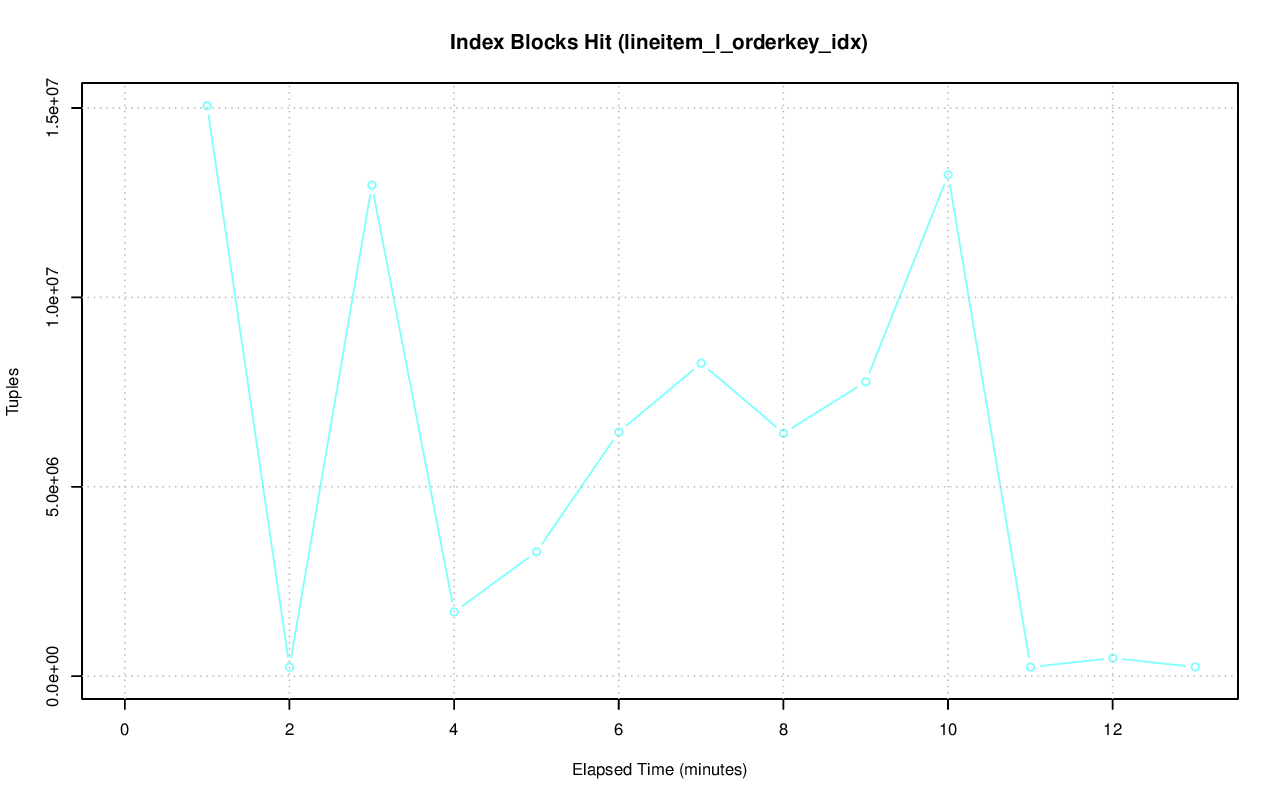 Index Blocks Hit (lineitem_l_orderkey_idx)
Tuples
1.5e+07
1.0e+07
5.0e+06
0.0e+00
0 2 4 6 8 10 12
Elapsed Time (minutes)